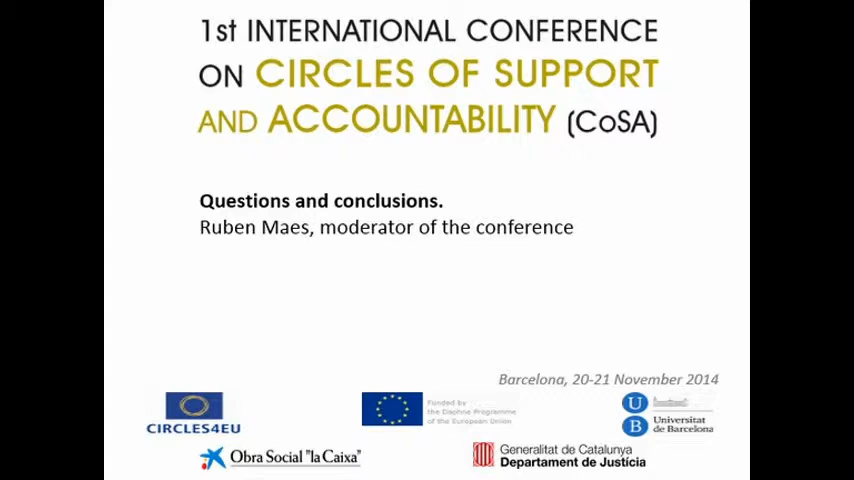 1st INTERNATIONAL CONFERENCE
ON CIRCLES OF SUPPORT
AND ACCOUNTABILITY (CoSA)
Questions and conclusions.
Ruben Maes, moderator of the conference
Barcelona, 20-21 November 2014
CIRCLES4EU
Funded by
the Daphne Programme
of the European Union
U
B
Universitat
de Barcelona
Obra Social "la Caixa"
Generalitat de Catalunya
Departament de Justícia